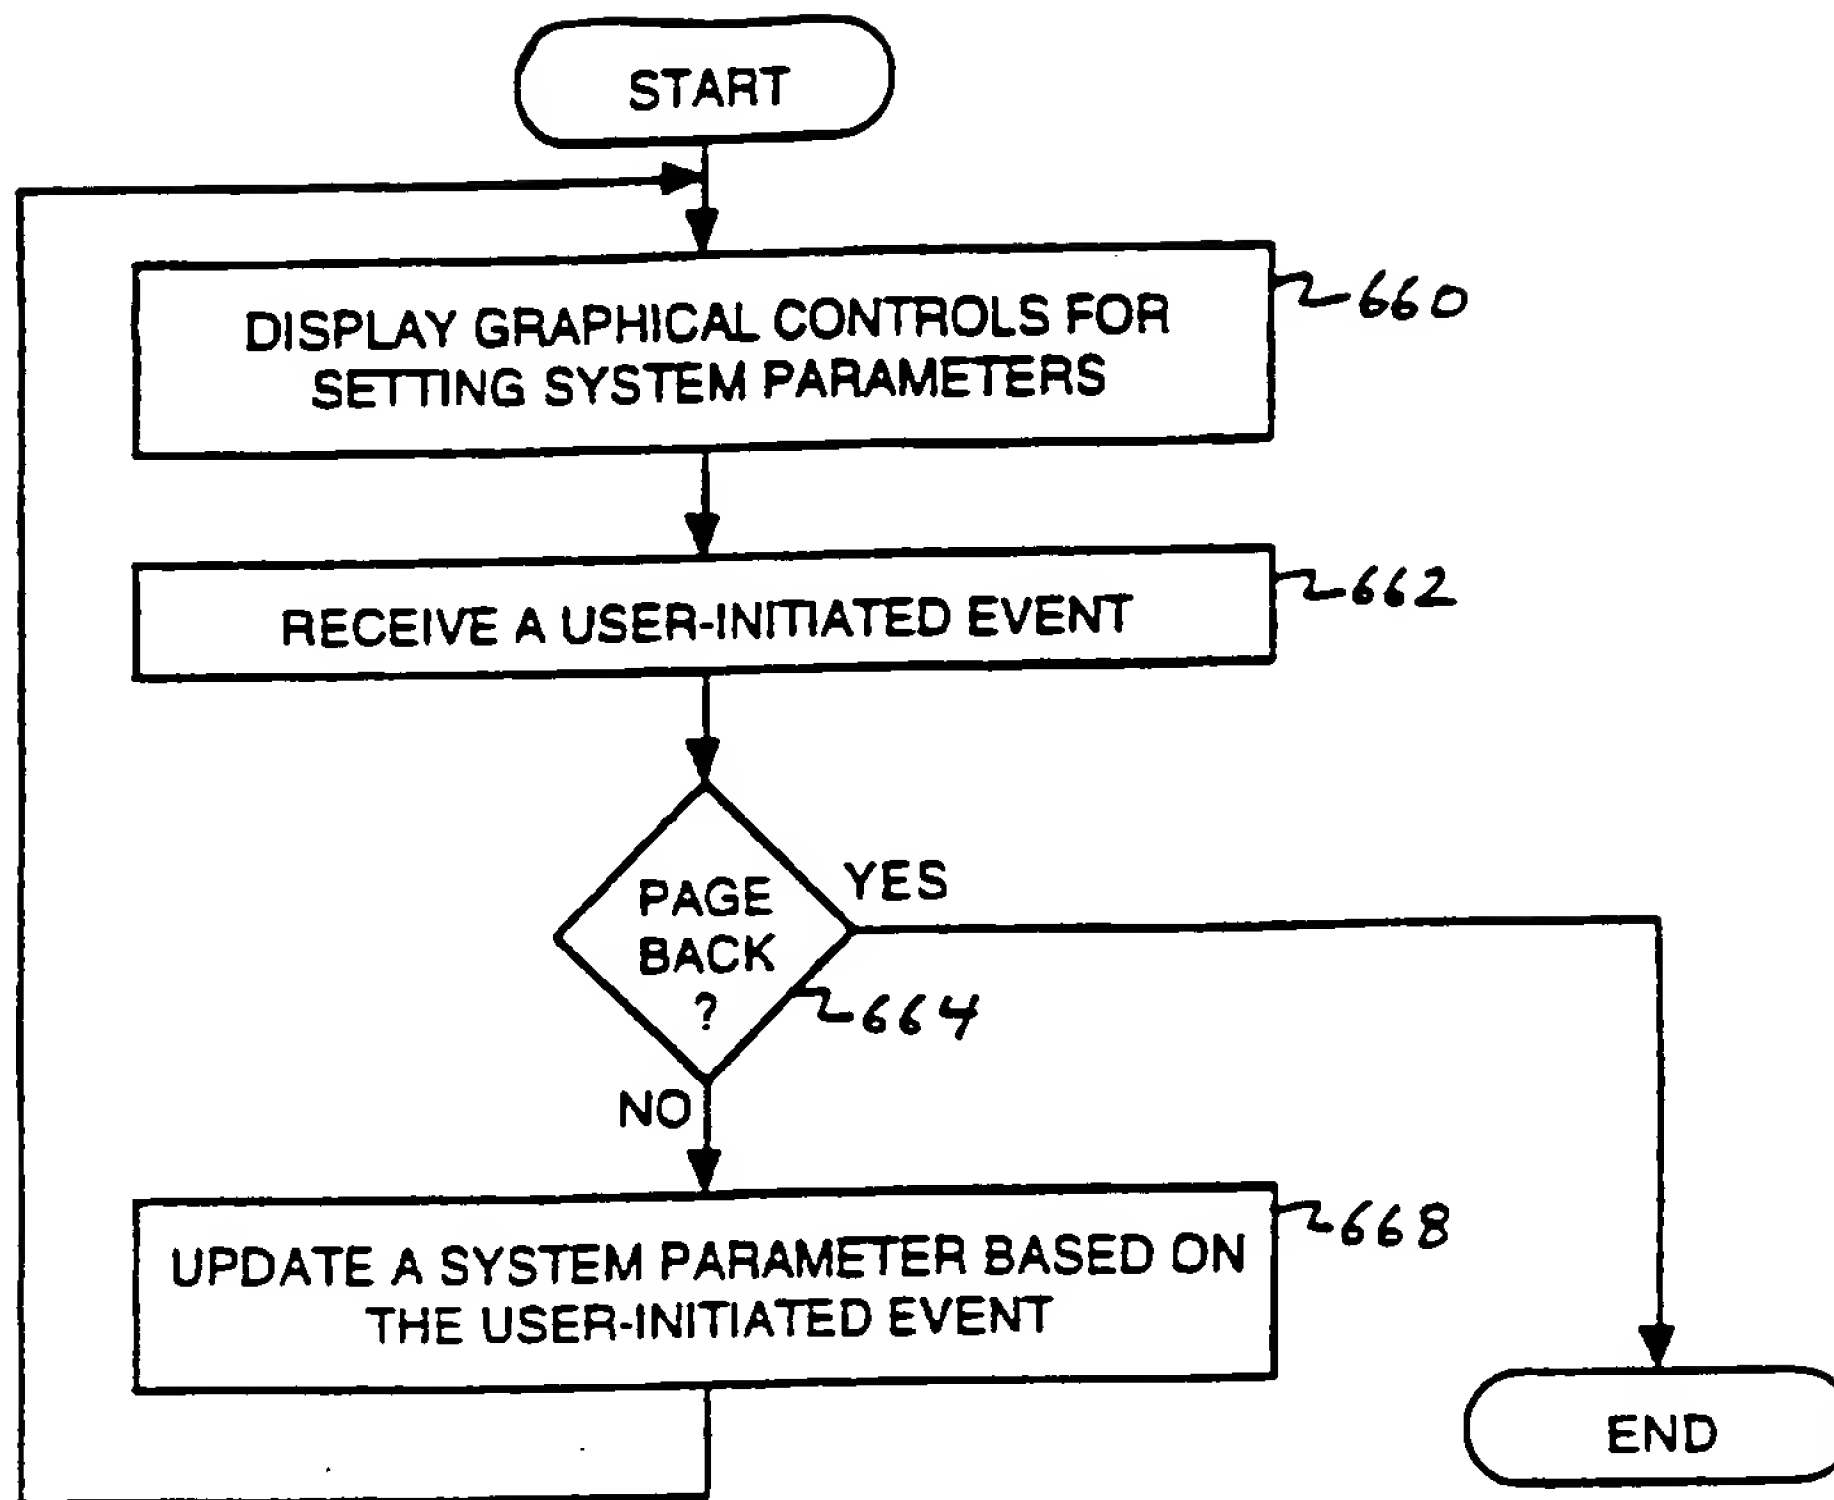 START
DISPLAY GRAPHICAL CONTROLS FOR
SETTING SYSTEM PARAMETERS
660
RECEIVE A USER-INITIATED EVENT
662
PAGE
BACK
?
YES
664
NO
UPDATE A SYSTEM PARAMETER BASED ON
THE USER-INITIATED EVENT
668
END